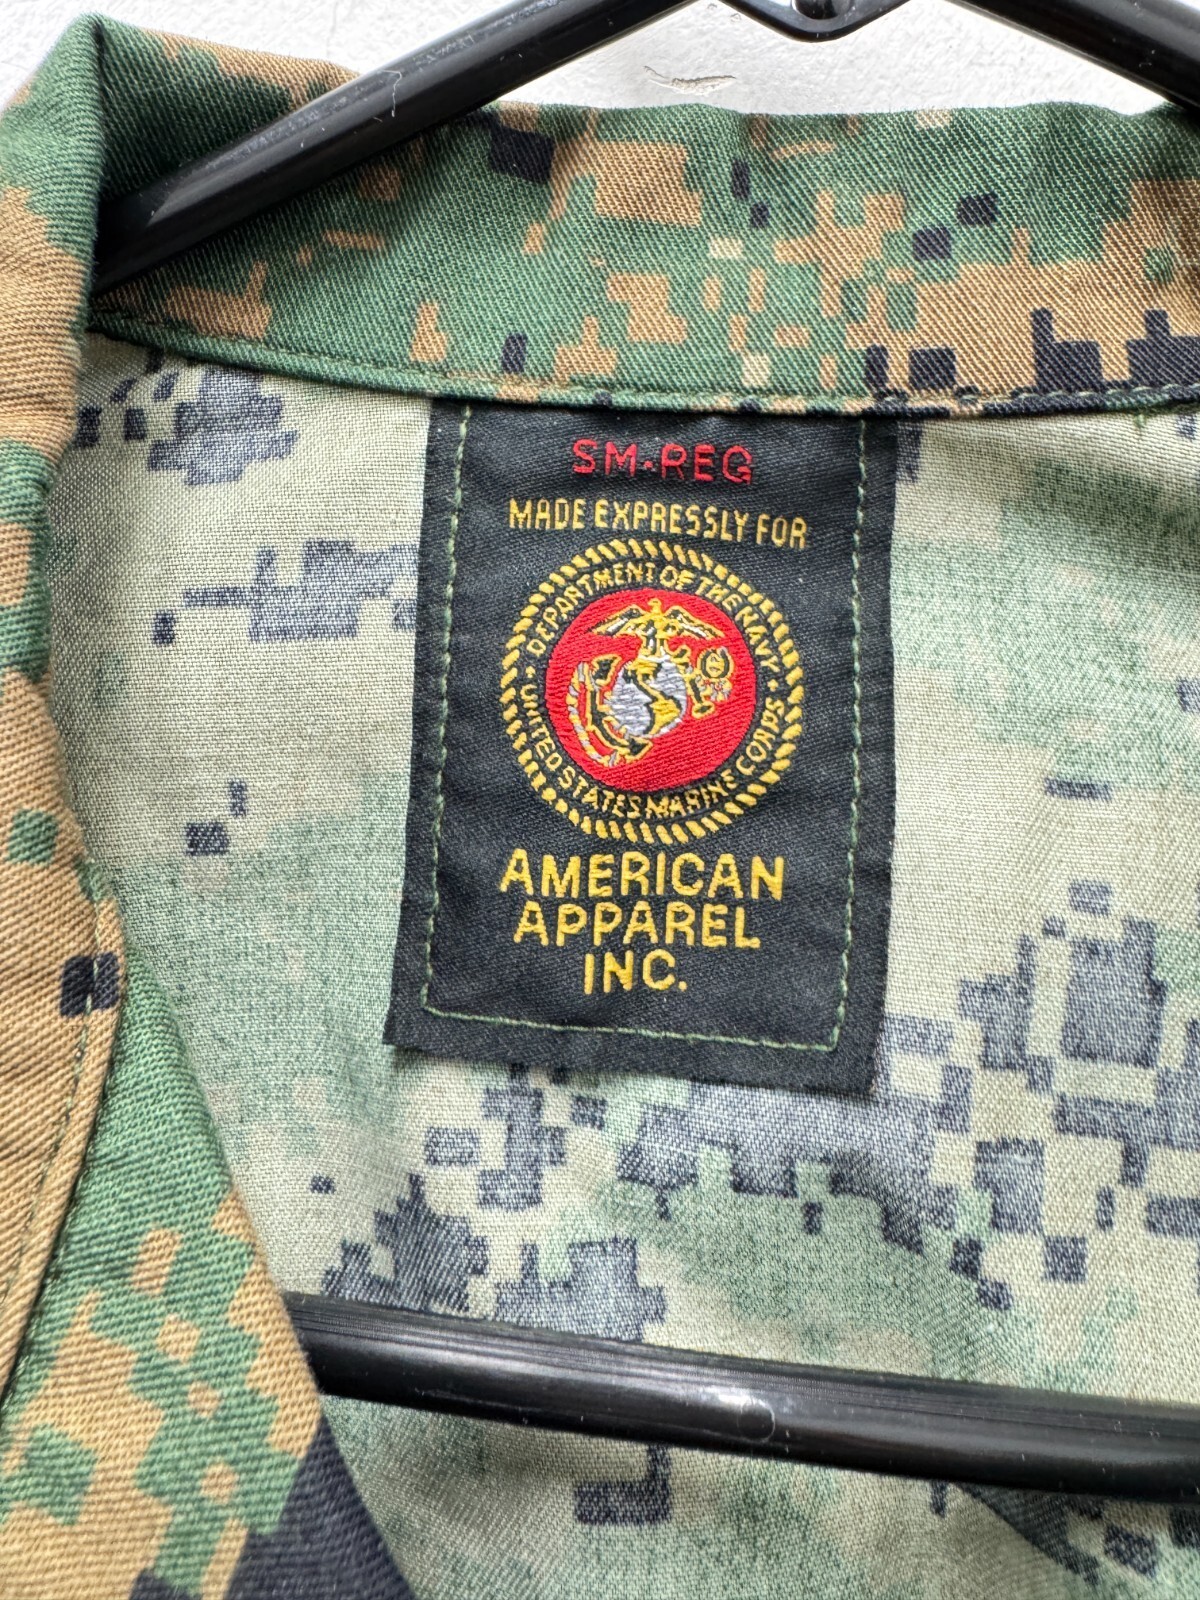 SM-REG
MADE EXPRESSLY FOR
DEPARTMENT OF THE NAVY
UNITED STATES MARINE CORPS
AMERICAN
APPAREL
INC.